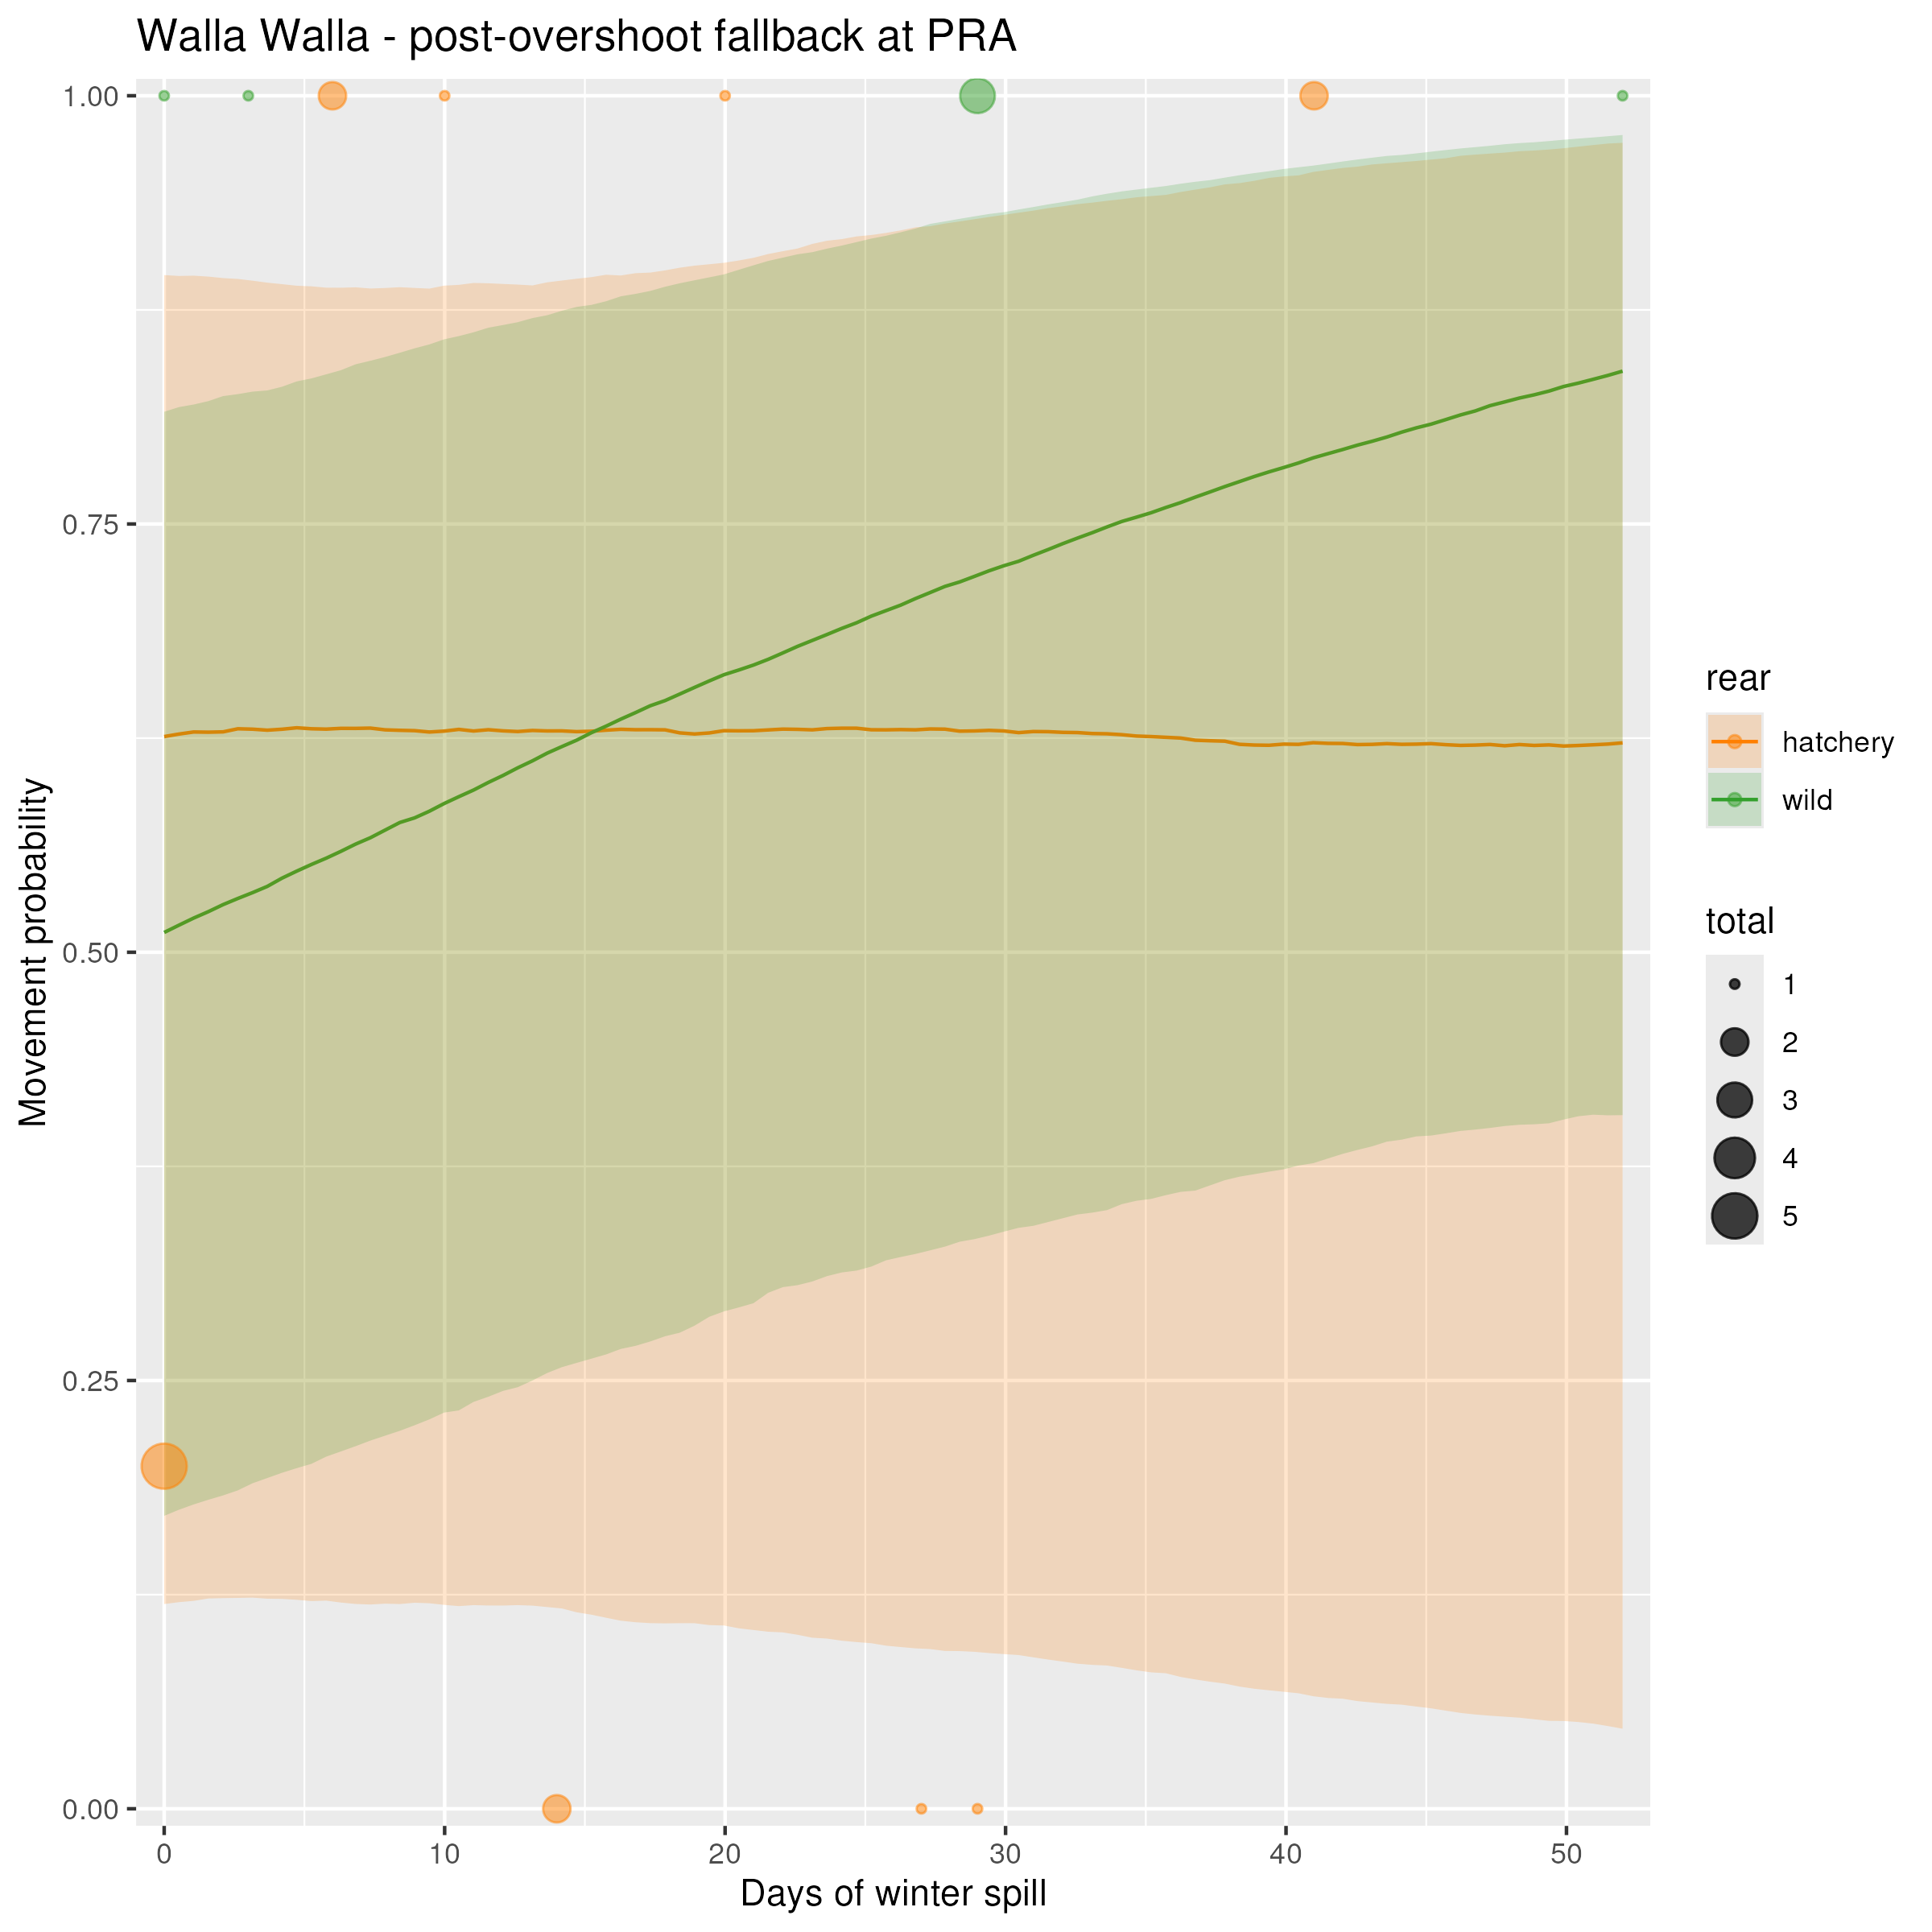 Walla Walla - post-overshoot fallback at PRA
Movement probability
1.00
0.75
0.50
0.25
0.00
0
10
20
30
40
50
Days of winter spill
rear
hatchery
wild
total
1
2
3
4
5